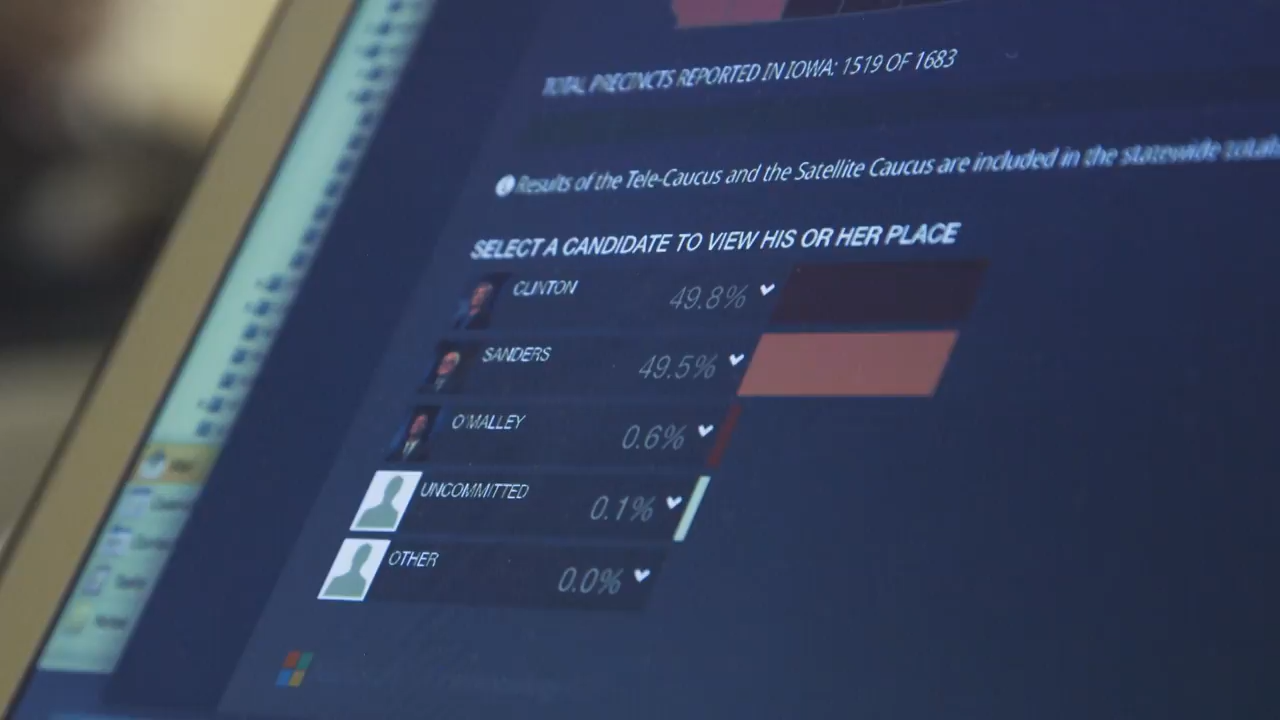 TOTAL PRECINCTS REPORTED IN IOWA: 1519 OF 1683
Results of the Tele-Caucus and the Satellite Caucus are included in the statewide totals
SELECT A CANDIDATE TO VIEW HIS OR HER PLACE
CLINTON 49.8%
SANDERS 49.5%
O'MALLEY 0.6%
UNCOMMITTED 0.1%
OTHER 0.0%